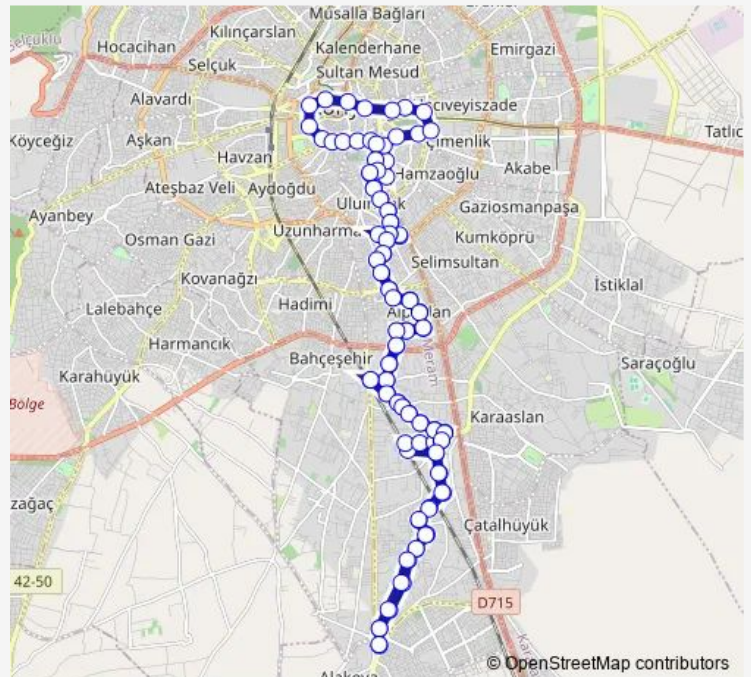 Musalla Bağları
Kılınçarslan
Selçuklu
Hocacihan
Kalenderhane
Emirgazi
Selçuk
Sultan Mesud
Alavardı
cıveyiszade
Köyceğiz
Aşkan
Çimenlik
Tatlıc
Havzan
Hamzaoğlu
Akabe
Ateşbaz Veli
Aydoğdu
Ayanbey
Gaziosmanpaşa
Uzunharma
Osman Gazi
Kumköprü
Kovanağzı
Selimsultan
İstiklal
Lalebahçe
Hadimi
Harmancık
Bahçeşehir
Meram
Saraçoğlu
Karahüyük
Bölge
Karaaslan
zağaç
Çatalhüyük
42-50
D715
© OpenStreetMap contributors